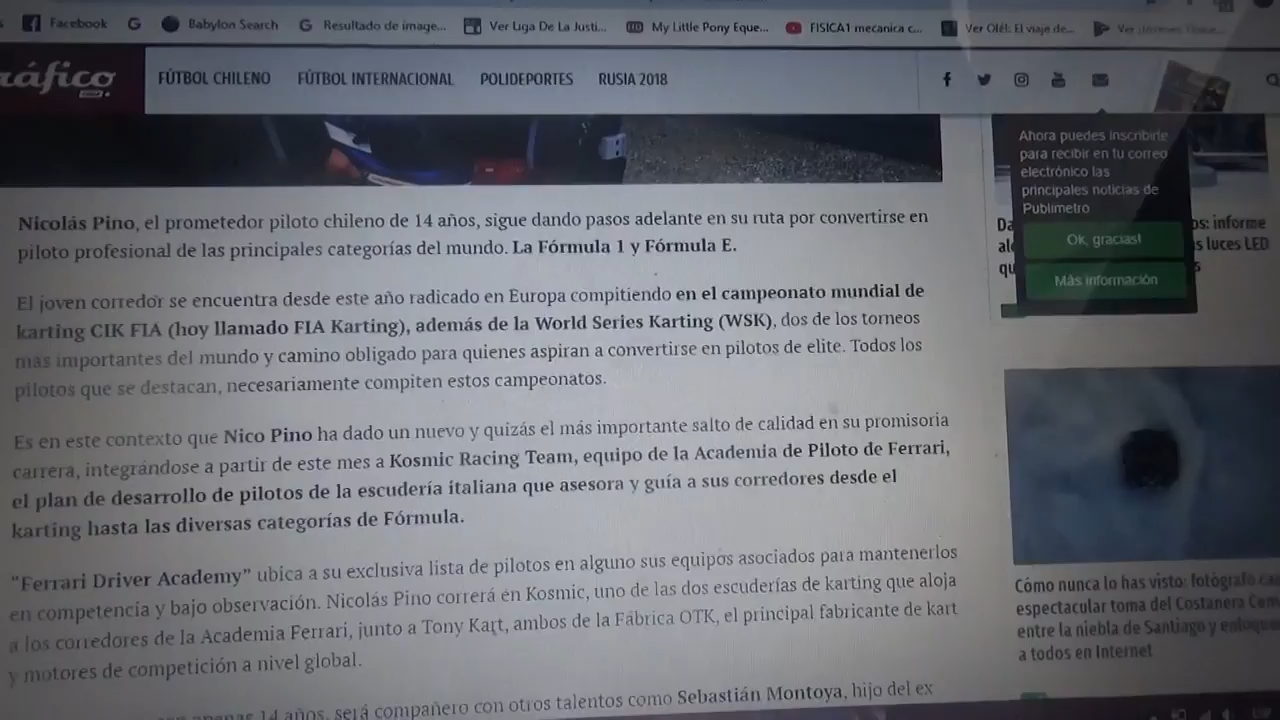 Facebook
Babylon Search
Resultado de image...
Ver Liga De La Justi...
My Little Pony Eque...
FISICA1 mecanica c...
Ver Olé!: El viaje de...
Ver
ráfico
FÚTBOL CHILENO
FÚTBOL INTERNACIONAL
POLIDEPORTES
RUSIA 2018
Nicolás Pino, el prometedor piloto chileno de 14 años, sigue dando pasos adelante en su ruta por convertirse en
piloto profesional de las principales categorías del mundo. La Fórmula 1 y Fórmula E.
El joven corredor se encuentra desde este año radicado en Europa compitiendo en el campeonato mundial de
karting CIK FIA (hoy llamado FIA Karting), además de la World Series Karting (WSK), dos de los torneos
más importantes del mundo y camino obligado para quienes aspiran a convertirse en pilotos de elite. Todos los
pilotos que se destacan, necesariamente compiten estos campeonatos.
Es en este contexto que Nico Pino ha dado un nuevo y quizás el más importante salto de calidad en su promisoria
carrera, integrándose a partir de este mes a Kosmic Racing Team, equipo de la Academia de Piloto de Ferrari,
el plan de desarrollo de pilotos de la escudería italiana que asesora y guía a sus corredores desde el
karting hasta las diversas categorías de Fórmula.
"Ferrari Driver Academy" ubica a su exclusiva lista de pilotos en alguno sus equipos asociados para mantenerlos
en competencia y bajo observación. Nicolás Pino correrá en Kosmic, uno de las dos escuderías de karting que aloja
a los corredores de la Academia Ferrari, junto a Tony Kart, ambos de la Fábrica OTK, el principal fabricante de kart
y motores de competición a nivel global.
14 años, será compañero con otros talentos como Sebastián Montoya, hijo del ex
Ahora puedes inscribirte
para recibir en tu correo
electrónico las
principales noticias de
Publimetro
Ok, gracias!
Más información
Da
os: informe
ale
s luces LED
qu
s
Cómo nunca lo has visto: fotógrafo ca
espectacular toma del Costanera Cen
entre la niebla de Santiago y enloque
a todos en Internet